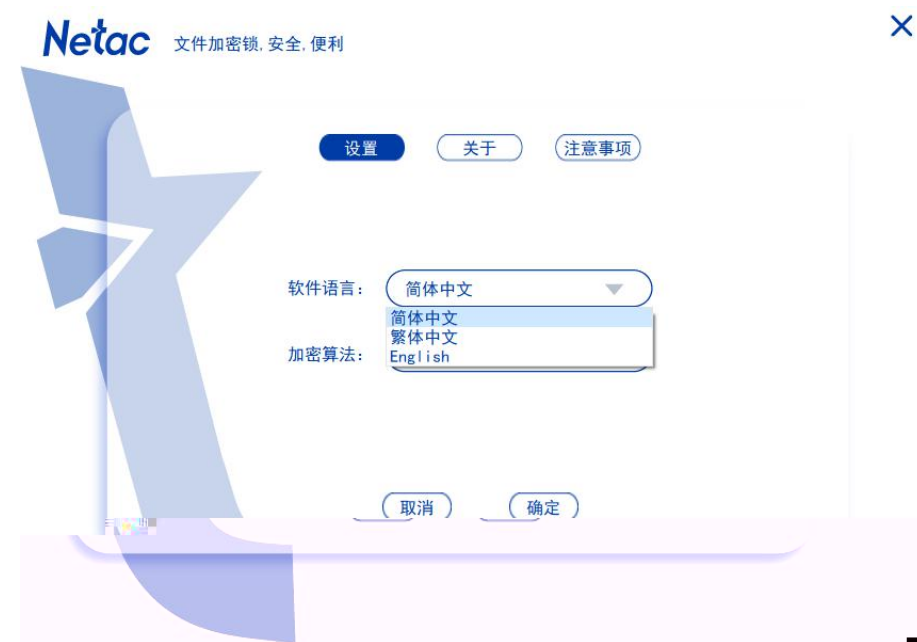 Netac 文件加密锁,安全,便利
设置 关于 注意事项
软件语言: 简体中文
简体中文
繁体中文
加密算法: English
取消 确定